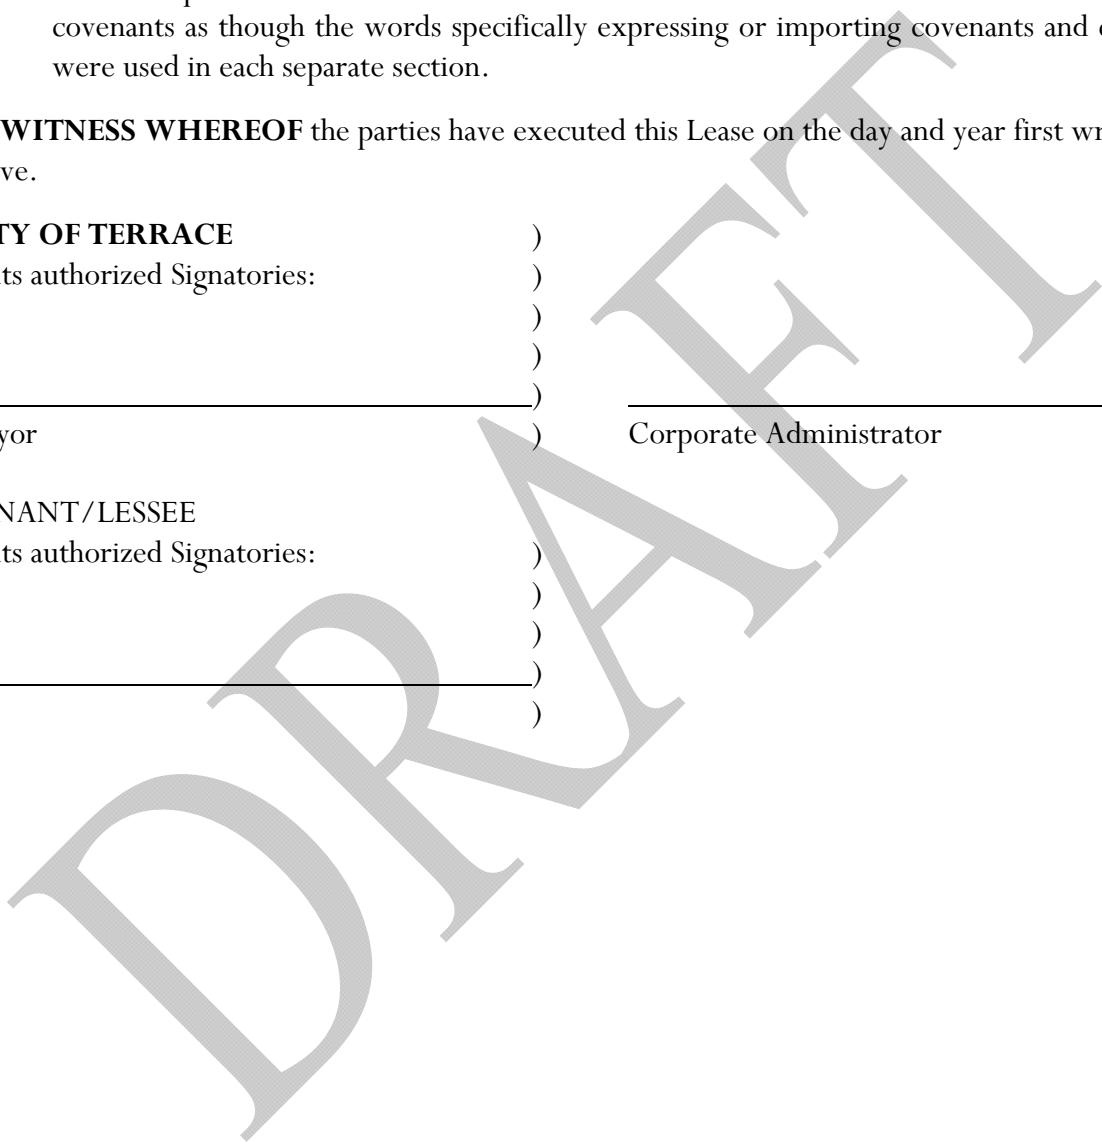 covenants as though the words specifically expressing or importing covenants and
were used in each separate section.
WITNESS WHEREOF the parties have executed this Lease on the day and year first wr
ve.
TY OF TERRACE )
ts authorized Signatories: )
)
)
)
yor ) Corporate Administrator
NANT/LESSEE
ts authorized Signatories: )
)
)
)
)
DRAFT